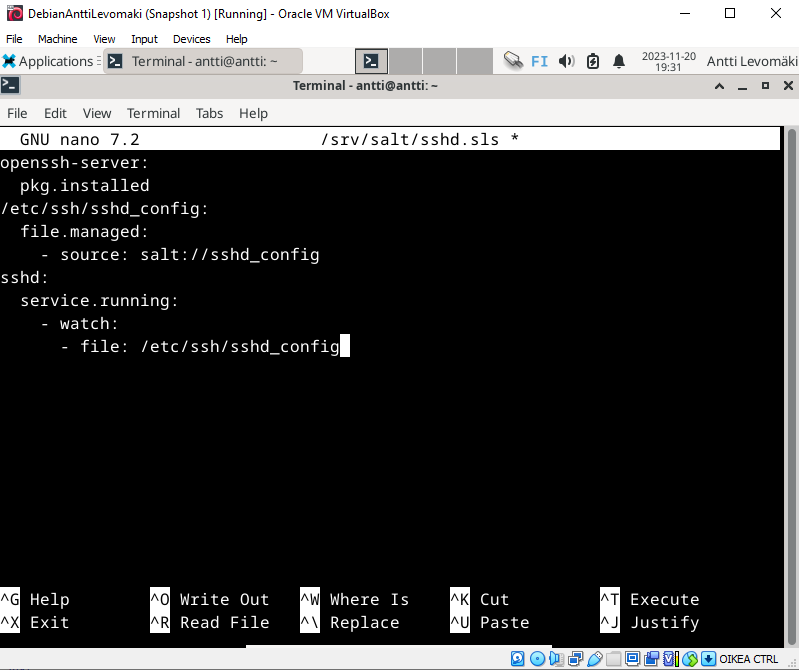 DebianAnttiLevomaki (Snapshot 1) [Running] - Oracle VM VirtualBox
File Machine View Input Devices Help
Applications Terminal - antti@antti: ~ FI 2023-11-20 19:31 Antti Levomäki
Terminal - antti@antti: ~
File Edit View Terminal Tabs Help
GNU nano 7.2 /srv/salt/sshd.sls *
openssh-server:
  pkg.installed
/etc/ssh/sshd_config:
  file.managed:
    - source: salt://sshd_config
sshd:
  service.running:
    - watch:
      - file: /etc/ssh/sshd_config
^G Help ^O Write Out ^W Where Is ^K Cut ^T Execute
^X Exit ^R Read File ^\ Replace ^U Paste ^J Justify
OIKEA CTRL